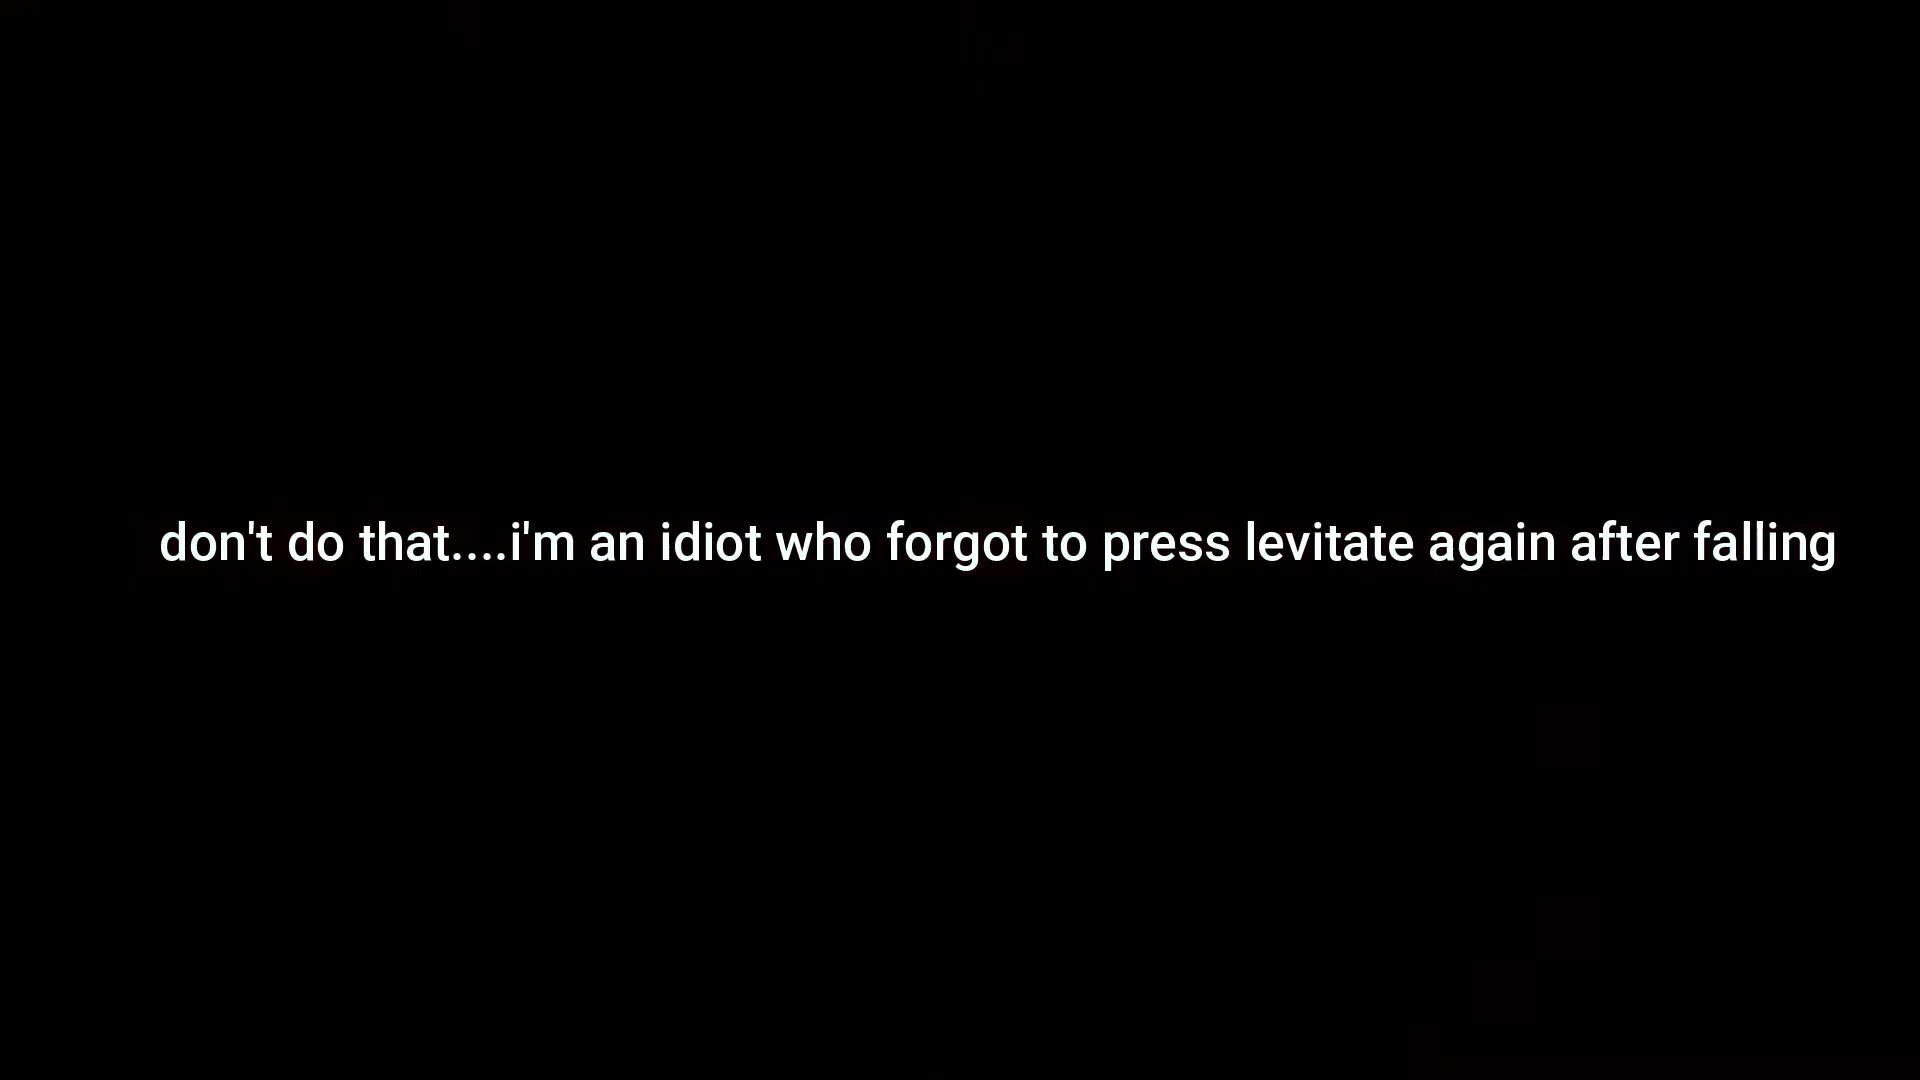 don't do that....i'm an idiot who forgot to press levitate again after falling